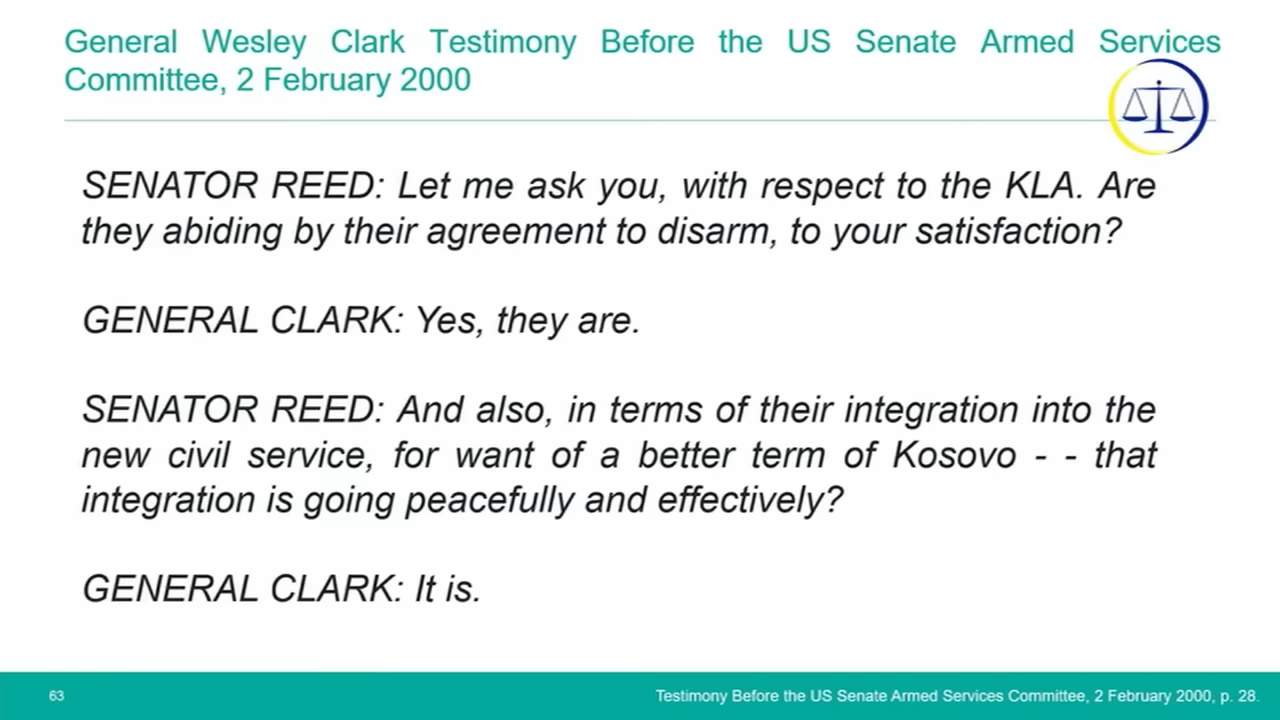 General Wesley Clark Testimony Before the US Senate Armed Services
Committee, 2 February 2000
SENATOR REED: Let me ask you, with respect to the KLA. Are
they abiding by their agreement to disarm, to your satisfaction?
GENERAL CLARK: Yes, they are.
SENATOR REED: And also, in terms of their integration into the
new civil service, for want of a better term of Kosovo - - that
integration is going peacefully and effectively?
GENERAL CLARK: It is.
63
Testimony Before the US Senate Armed Services Committee, 2 February 2000, p. 28.